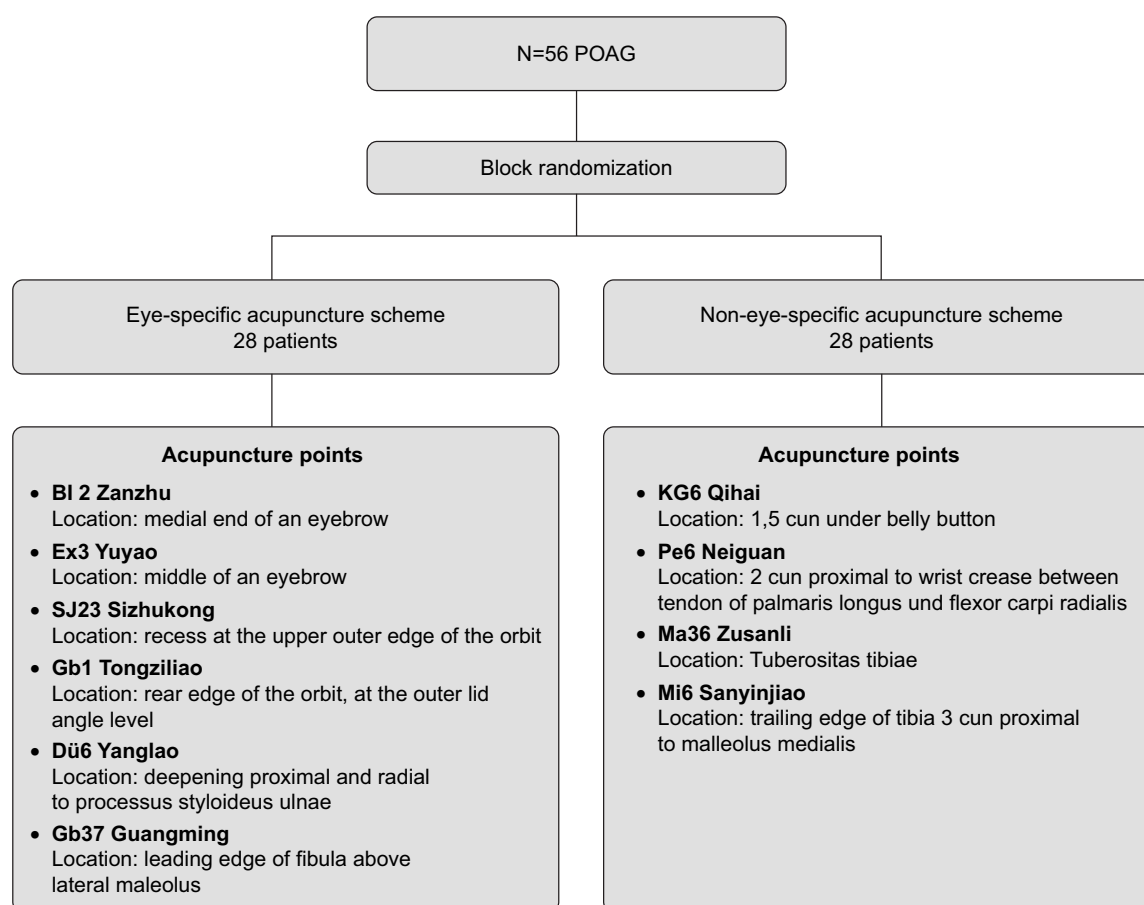 N=56 POAG
Block randomization
Eye-specific acupuncture scheme
28 patients
Non-eye-specific acupuncture scheme
28 patients
Acupuncture points
• Bl 2 Zanzhu
Location: medial end of an eyebrow
• Ex3 Yuyao
Location: middle of an eyebrow
• SJ23 Sizhukong
Location: recess at the upper outer edge of the orbit
• Gb1 Tongziliao
Location: rear edge of the orbit, at the outer lid
angle level
• Dü6 Yanglao
Location: deepening proximal and radial
to processus styloideus ulnae
• Gb37 Guangming
Location: leading edge of fibula above
lateral maleolus
Acupuncture points
• KG6 Qihai
Location: 1,5 cun under belly button
• Pe6 Neiguan
Location: 2 cun proximal to wrist crease between
tendon of palmaris longus und flexor carpi radialis
• Ma36 Zusanli
Location: Tuberositas tibiae
• Mi6 Sanyinjiao
Location: trailing edge of tibia 3 cun proximal
to malleolus medialis